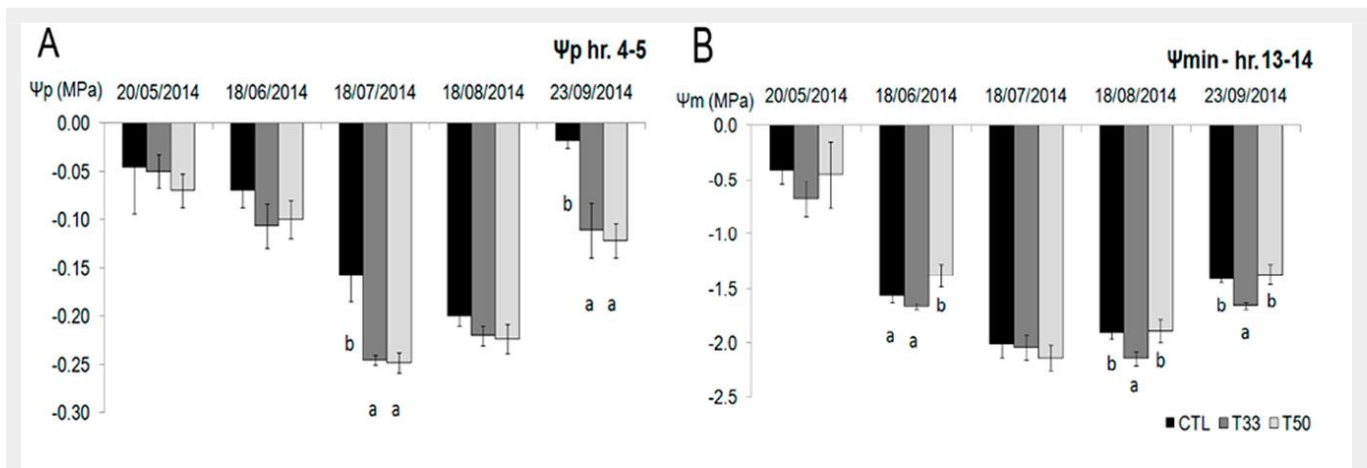 A
Ψp hr. 4-5
Ψp (MPa)
20/05/2014 18/06/2014 18/07/2014 18/08/2014 23/09/2014
0.00
-0.05
-0.10
-0.15
-0.20
-0.25
-0.30
b
a a
b
a a
B
Ψmin - hr.13-14
Ψm (MPa)
20/05/2014 18/06/2014 18/07/2014 18/08/2014 23/09/2014
0.0
-0.5
-1.0
-1.5
-2.0
-2.5
a a b
b a b
b a b
CTL T33 T50